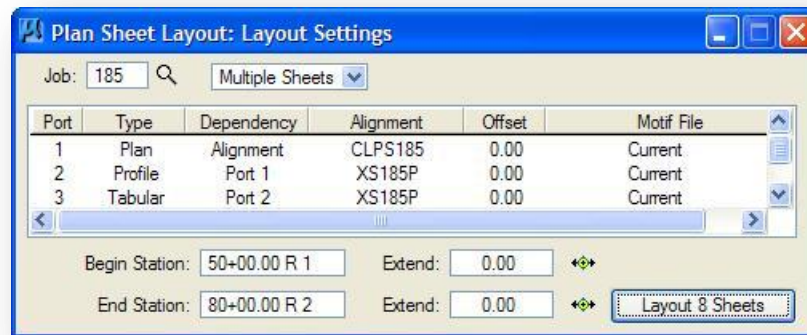 Plan Sheet Layout: Layout Settings
Job: 185 Multiple Sheets
Port Type Dependency Alignment Offset Motif File
1 Plan Alignment CLPS185 0.00 Current
2 Profile Port 1 XS185P 0.00 Current
3 Tabular Port 2 XS185P 0.00 Current
Begin Station: 50+00.00 R 1 Extend: 0.00
End Station: 80+00.00 R 2 Extend: 0.00 Layout 8 Sheets